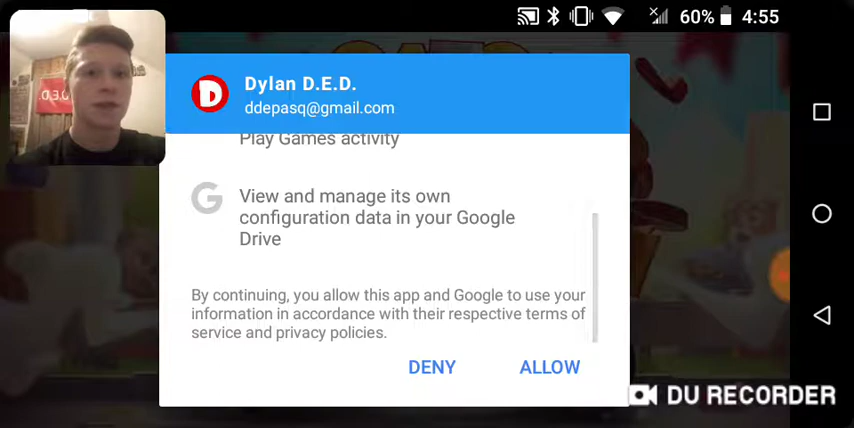 60% 4:55
.D.3.0
D
Dylan D.E.D.
ddepasq@gmail.com
Play Games activity
G
View and manage its own
configuration data in your Google
Drive
By continuing, you allow this app and Google to use your
information in accordance with their respective terms of
service and privacy policies.
DENY ALLOW
DU RECORDER